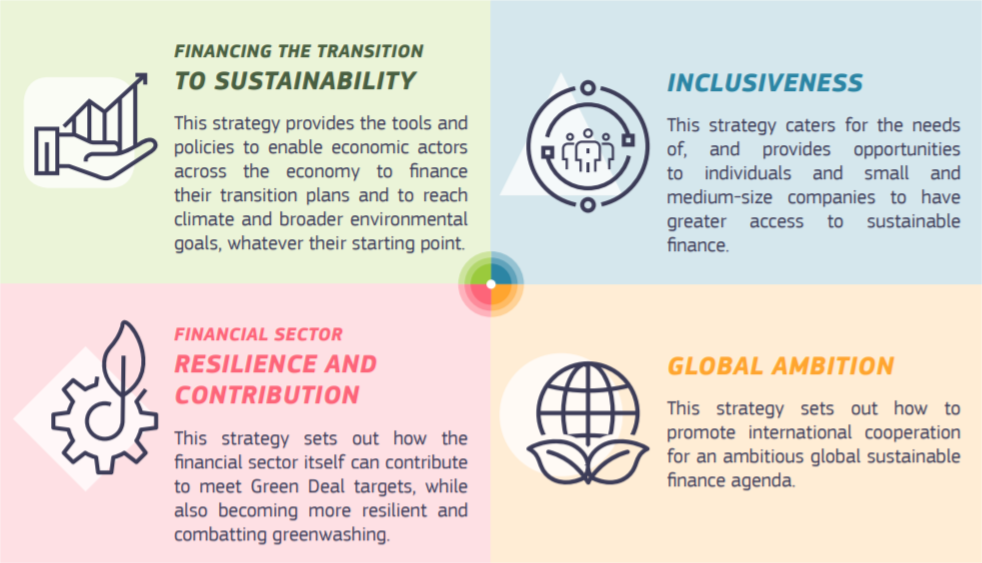 FINANCING THE TRANSITION
TO SUSTAINABILITY
This strategy provides the tools and
policies to enable economic actors
across the economy to finance
their transition plans and to reach
climate and broader environmental
goals, whatever their starting point.
INCLUSIVENESS
This strategy caters for the needs
of, and provides opportunities
to individuals and small and
medium-size companies to have
greater access to sustainable
finance.
FINANCIAL SECTOR
RESILIENCE AND
CONTRIBUTION
This strategy sets out how the
financial sector itself can contribute
to meet Green Deal targets, while
also becoming more resilient and
combatting greenwashing.
GLOBAL AMBITION
This strategy sets out how to
promote international cooperation
for an ambitious global sustainable
finance agenda.